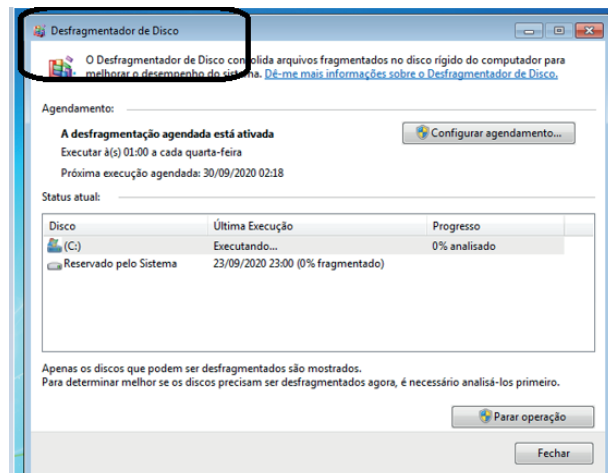 Desfragmentador de Disco
O Desfragmentador de Disco consolida arquivos fragmentados no disco rígido do computador para
melhorar o desempenho do sistema. Dê-me mais informações sobre o Desfragmentador de Disco.
Agendamento:
A desfragmentação agendada está ativada
Configurar agendamento...
Executar à(s) 01:00 a cada quarta-feira
Próxima execução agendada: 30/09/2020 02:18
Status atual:
Disco Última Execução Progresso
(C:) Executando... 0% analisado
Reservado pelo Sistema 23/09/2020 23:00 (0% fragmentado)
Apenas os discos que podem ser desfragmentados são mostrados.
Para determinar melhor se os discos precisam ser desfragmentados agora, é necessário analisá-los primeiro.
Parar operação
Fechar